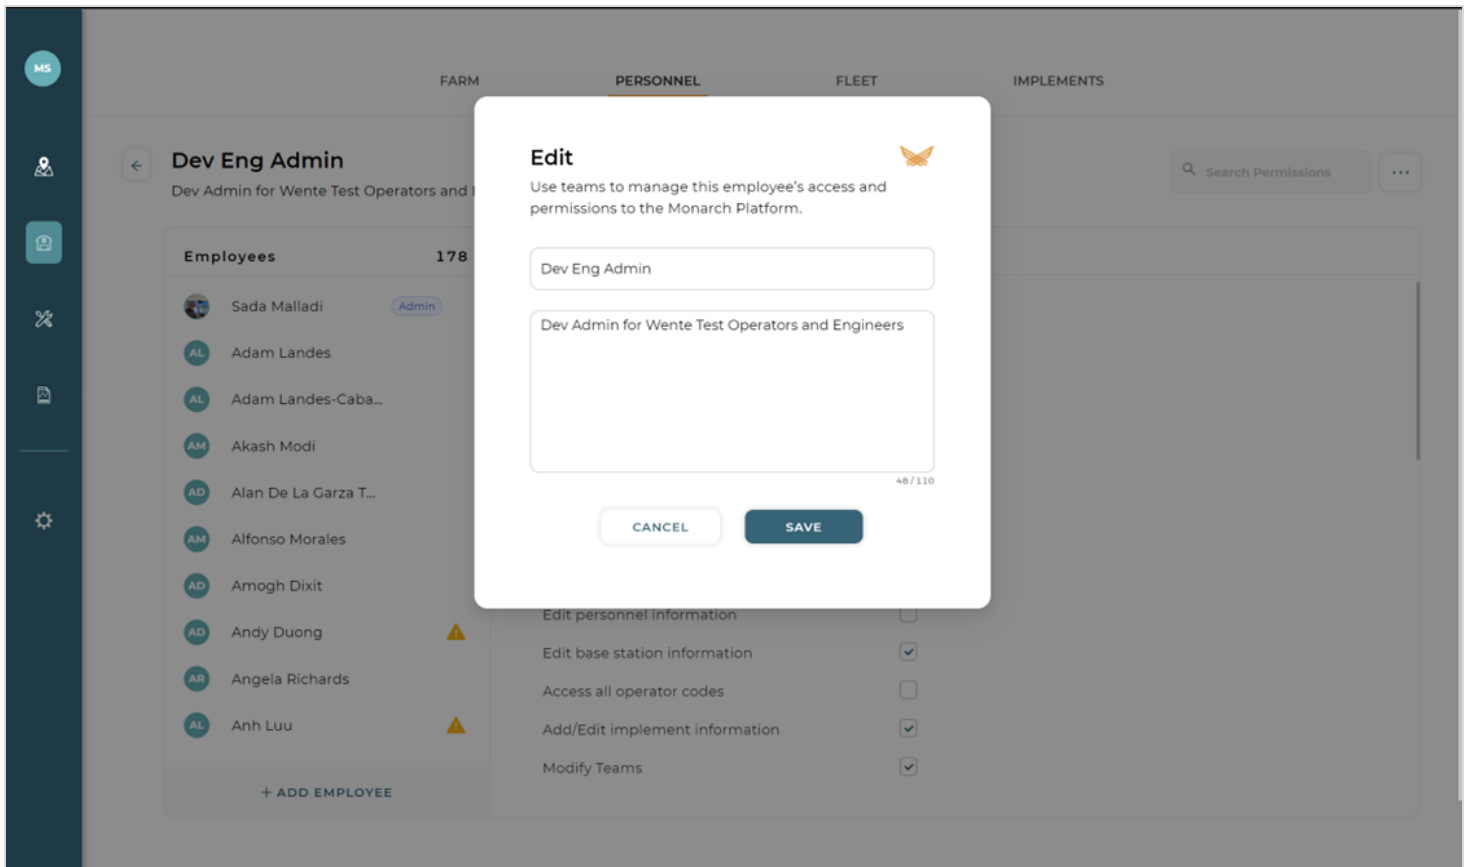 MS
FARM
PERSONNEL
FLEET
IMPLEMENTS
Dev Eng Admin
Dev Admin for Wente Test Operators and
Search Permissions
...
Employees 178
Sada Malladi Admin
AL Adam Landes
AL Adam Landes-Caba...
AM Akash Modi
AD Alan De La Garza T...
AM Alfonso Morales
AD Amogh Dixit
AD Andy Duong
AR Angela Richards
AL Anh Luu
+ ADD EMPLOYEE
Edit
Use teams to manage this employee's access and
permissions to the Monarch Platform.
Dev Eng Admin
Dev Admin for Wente Test Operators and Engineers
48/110
CANCEL
SAVE
Edit personnel information
Edit base station information
Access all operator codes
Add/Edit implement information
Modify Teams